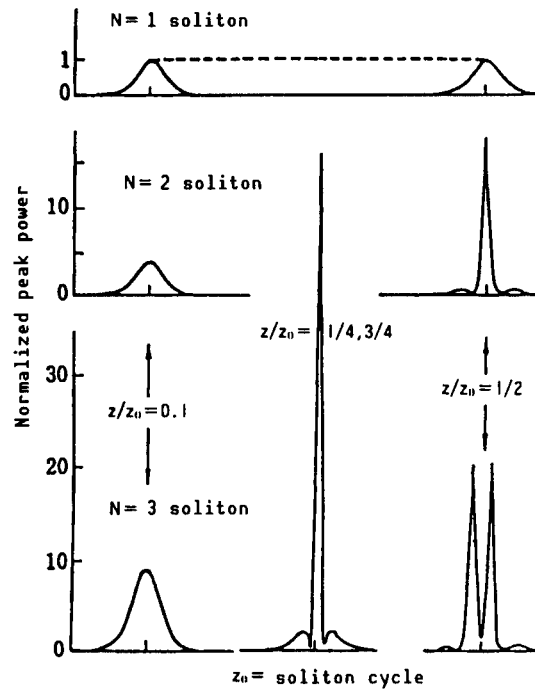 N = 1 soliton
1
0
N = 2 soliton
10
0
Normalized peak power
z/z₀ = 1/4, 3/4
30
z/z₀ = 0.1
z/z₀ = 1/2
20
N = 3 soliton
10
0
z₀ = soliton cycle